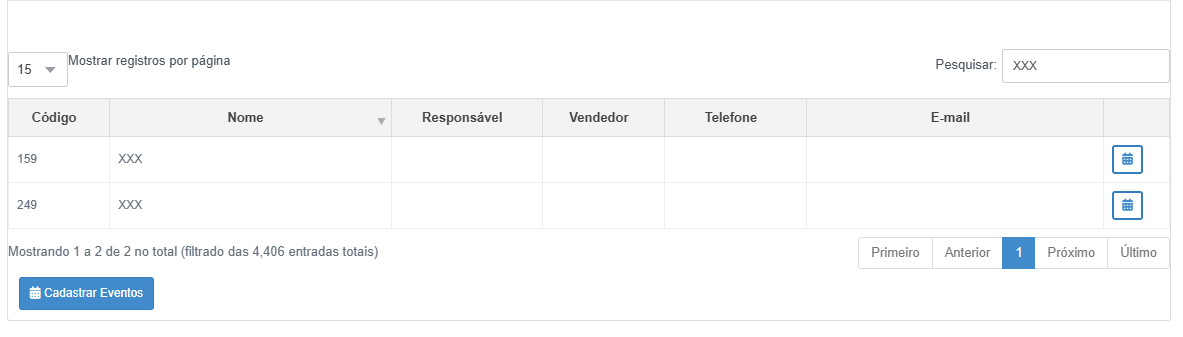 15 Mostrar registros por página Pesquisar: XXX
Código Nome Responsável Vendedor Telefone E-mail
159 XXX
249 XXX
Mostrando 1 a 2 de 2 no total (filtrado das 4,406 entradas totais) Primeiro Anterior 1 Próximo Último
Cadastrar Eventos